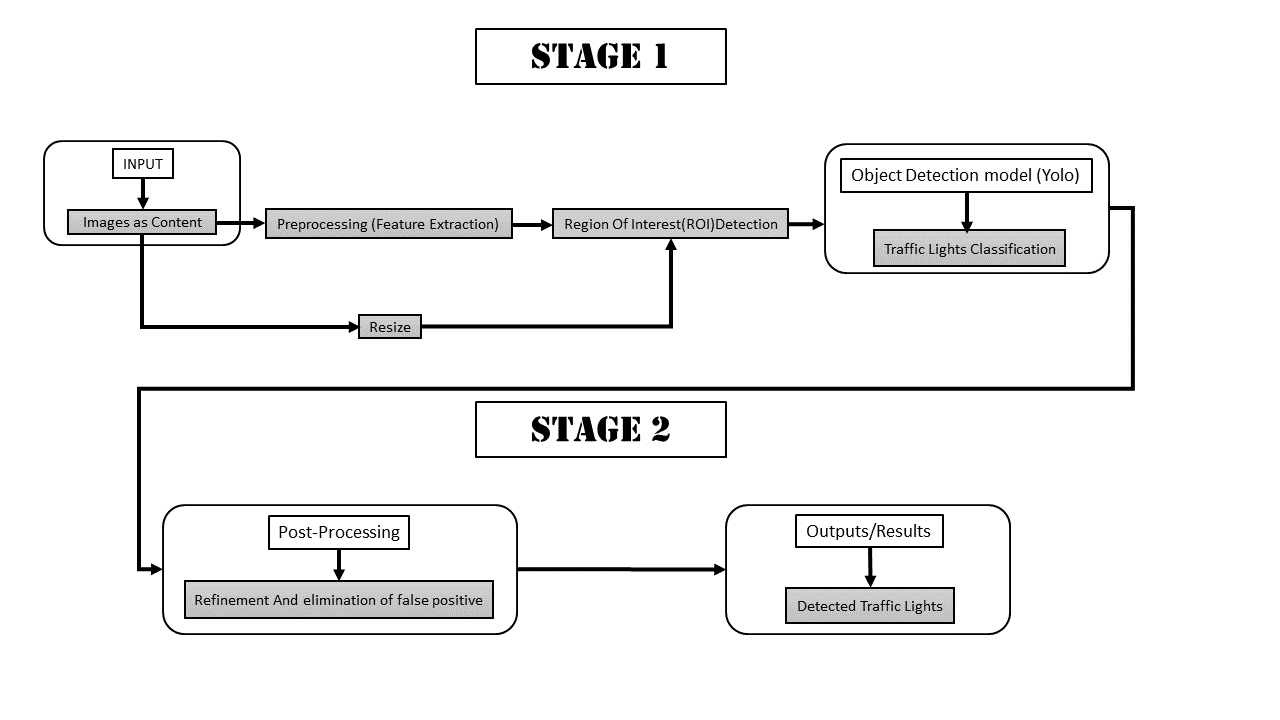 STAGE 1
INPUT
Images as Content
Preprocessing (Feature Extraction)
Region Of Interest(ROI)Detection
Object Detection model (Yolo)
Traffic Lights Classification
Resize
STAGE 2
Post-Processing
Refinement And elimination of false positive
Outputs/Results
Detected Traffic Lights